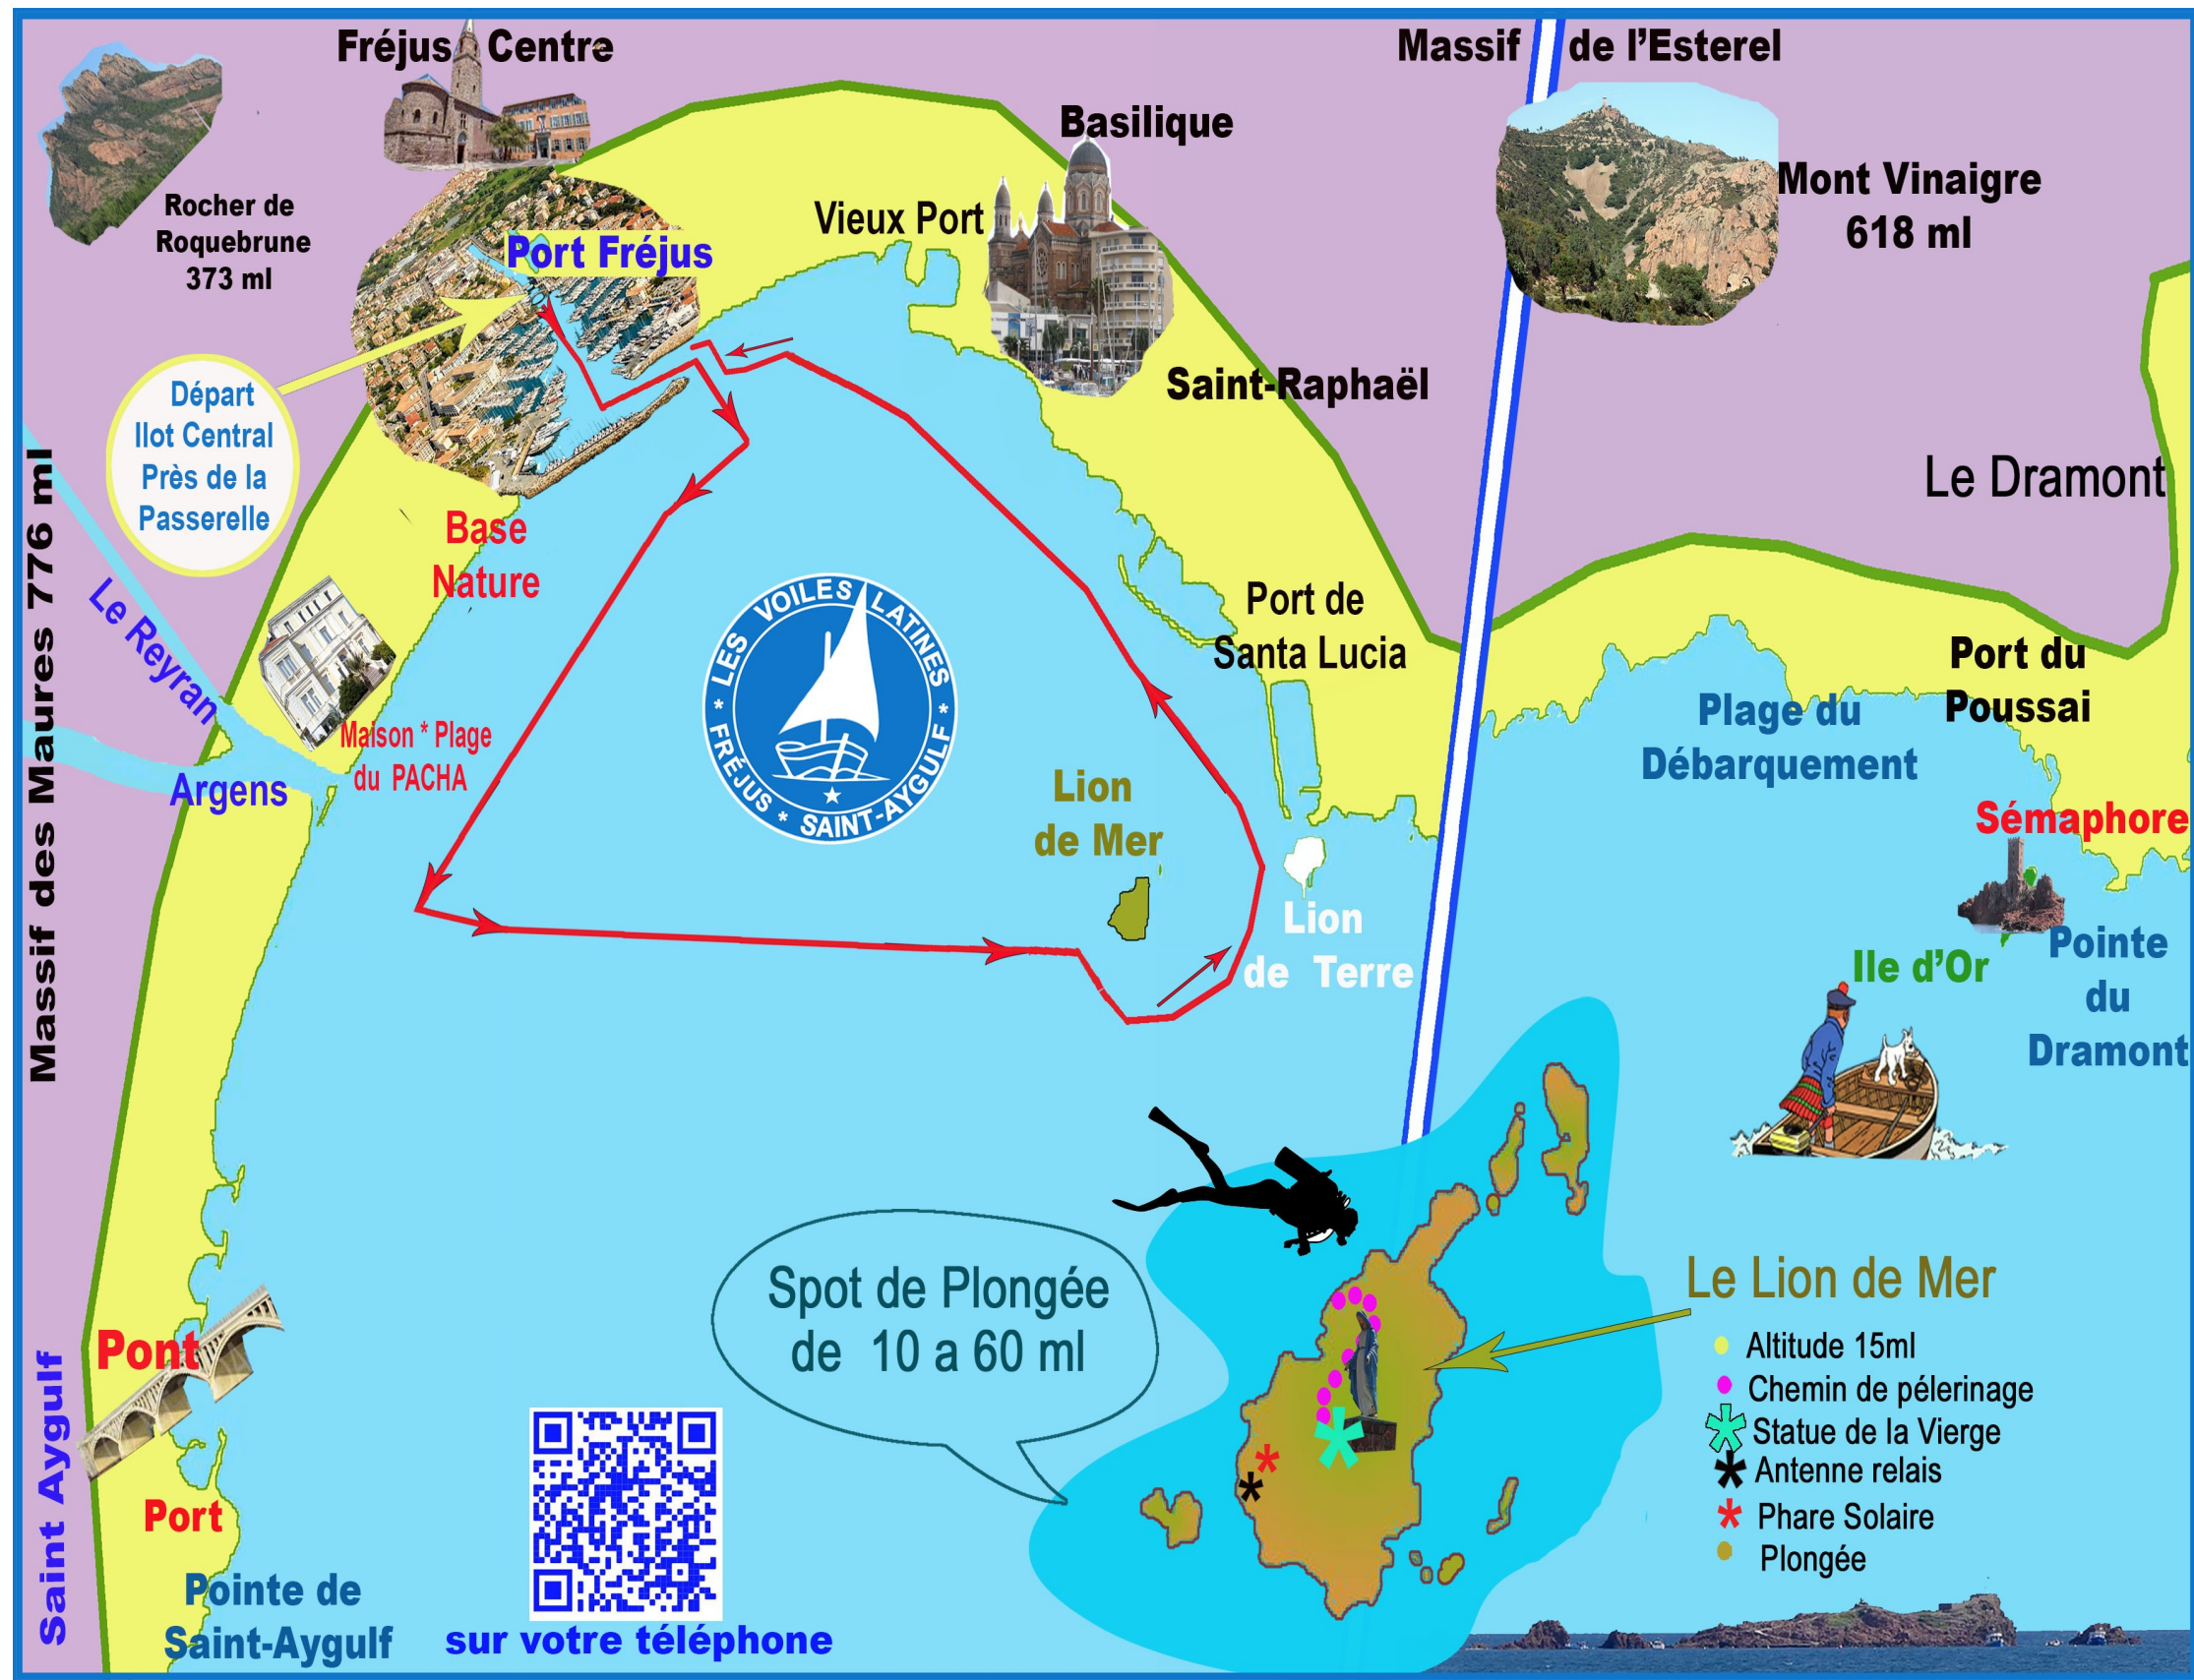 Fréjus Centre
Massif de l'Esterel
Basilique
Mont Vinaigre
618 ml
Rocher de
Roquebrune
373 ml
Vieux Port
Port Fréjus
Saint-Raphaël
Départ
Ilot Central
Près de la
Passerelle
Le Dramont
Massif des Maures 776 ml
Base
Nature
Le Reyran
Port de
Santa Lucia
LES VOILES LATINES
* FRÉJUS * SAINT-AYGULF *
Port du
Poussai
Plage du
Débarquement
Maison * Plage
du PACHA
Argens
Lion
de Mer
Sémaphore
Lion
de Terre
Ile d'Or
Pointe
du
Dramont
Spot de Plongée
de 10 a 60 ml
Le Lion de Mer
Altitude 15ml
Chemin de pélerinage
Statue de la Vierge
Antenne relais
Phare Solaire
Plongée
Pont
Saint Aygulf
Port
Pointe de
Saint-Aygulf
sur votre téléphone